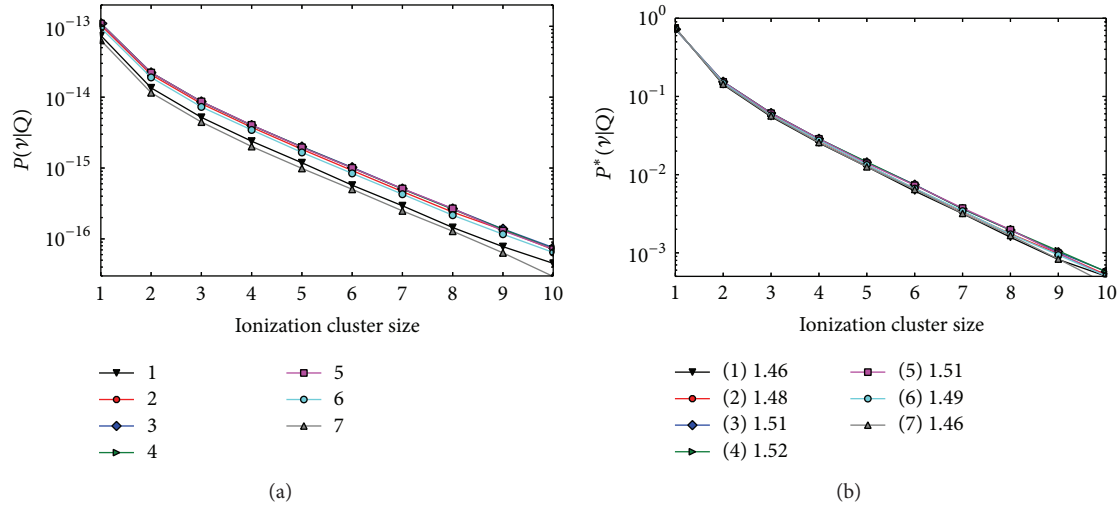 10⁻¹³
10⁻¹⁴
10⁻¹⁵
10⁻¹⁶
P(ν|Q)
1 2 3 4 5 6 7 8 9 10
Ionization cluster size
1
2
3
4
5
6
7
(a)
10⁰
10⁻¹
10⁻²
10⁻³
P*(ν|Q)
1 2 3 4 5 6 7 8 9 10
Ionization cluster size
(1) 1.46
(2) 1.48
(3) 1.51
(4) 1.52
(5) 1.51
(6) 1.49
(7) 1.46
(b)